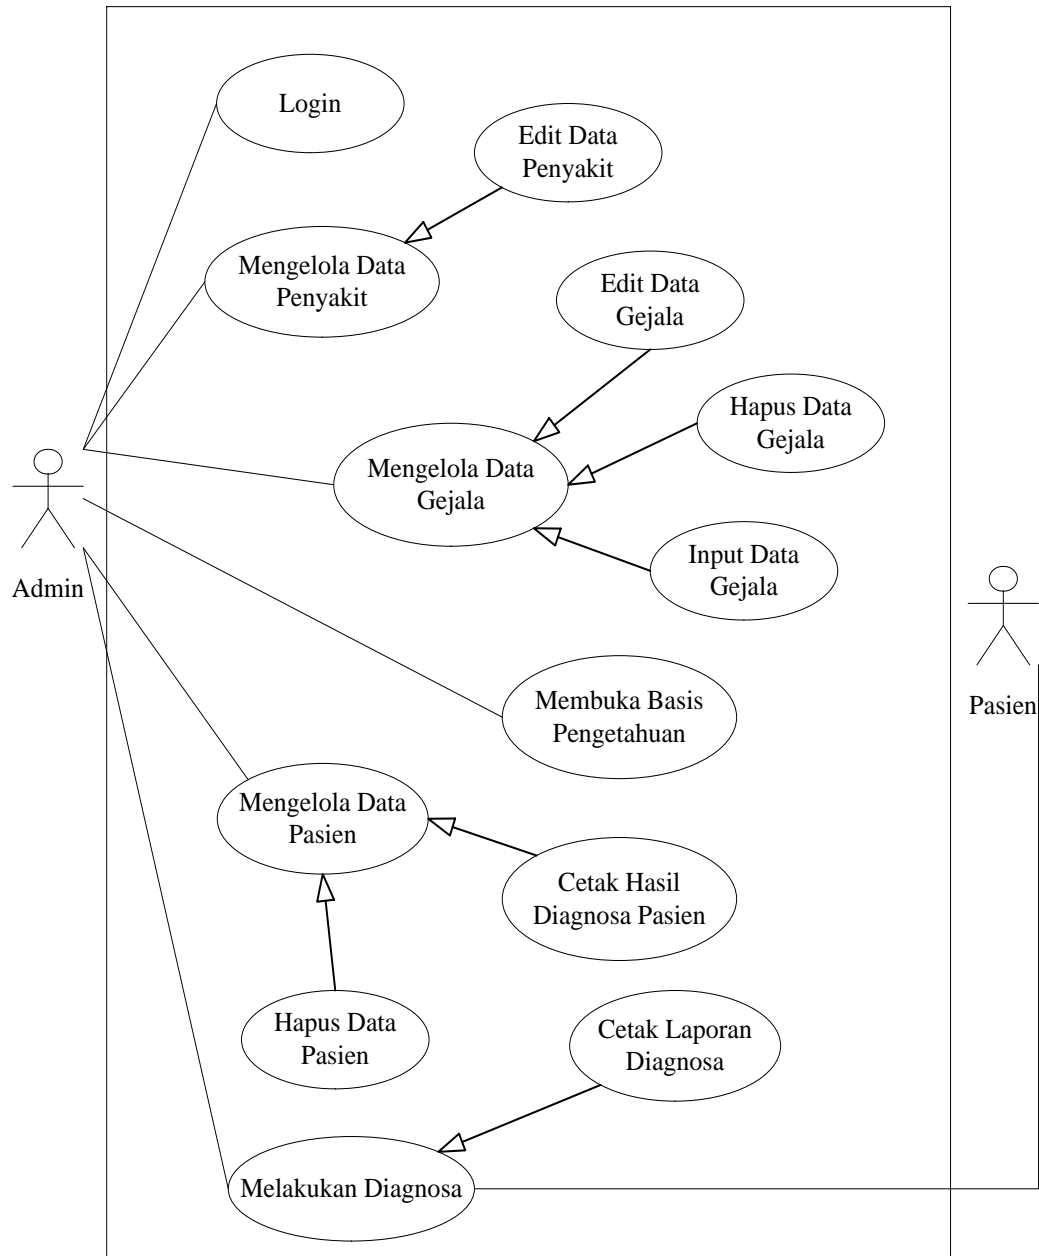 Login
Edit Data
Penyakit
Mengelola Data
Penyakit
Edit Data
Gejala
Hapus Data
Gejala
Mengelola Data
Gejala
Input Data
Gejala
Admin
Pasien
Membuka Basis
Pengetahuan
Mengelola Data
Pasien
Cetak Hasil
Diagnosa Pasien
Hapus Data
Pasien
Cetak Laporan
Diagnosa
Melakukan Diagnosa